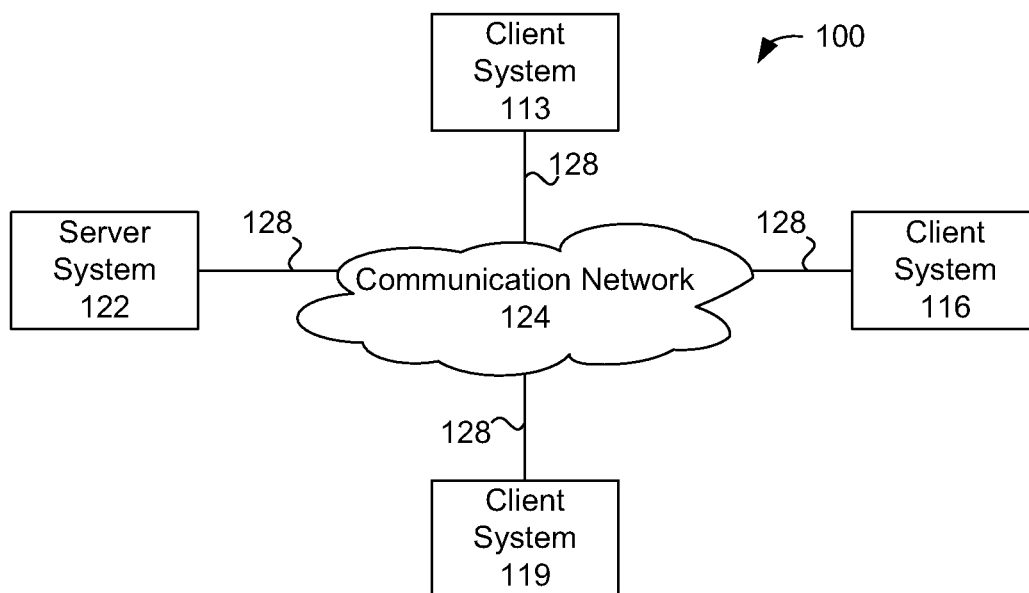 Client
System
113
100
128
Server
System
122
128
128
Client
System
116
Communication Network
124
128
Client
System
119